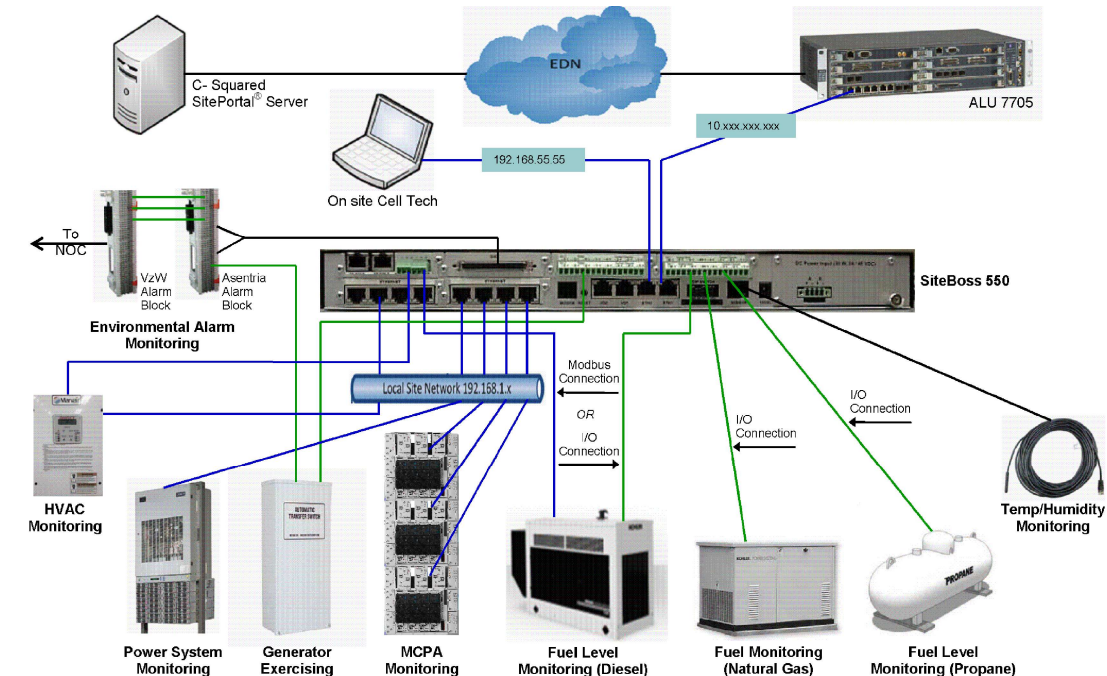 EDN
C- Squared
SitePortal® Server
ALU 7705
10.xxx.xxx.xxx
192.168.55.55
On site Cell Tech
To
NOC
VzW
Alarm
Block
Asentria
Alarm
Block
Environmental Alarm
Monitoring
SiteBoss 550
ETHERNET
ETHERNET
Local Site Network 192.168.1.x
Modbus
Connection
OR
I/O
Connection
I/O
Connection
I/O
Connection
HVAC
Monitoring
AUTOMATIC
TRANSFER SWITCH
PROPANE
Temp/Humidity
Monitoring
Power System
Monitoring
Generator
Exercising
MCPA
Monitoring
Fuel Level
Monitoring (Diesel)
Fuel Monitoring
(Natural Gas)
Fuel Level
Monitoring (Propane)